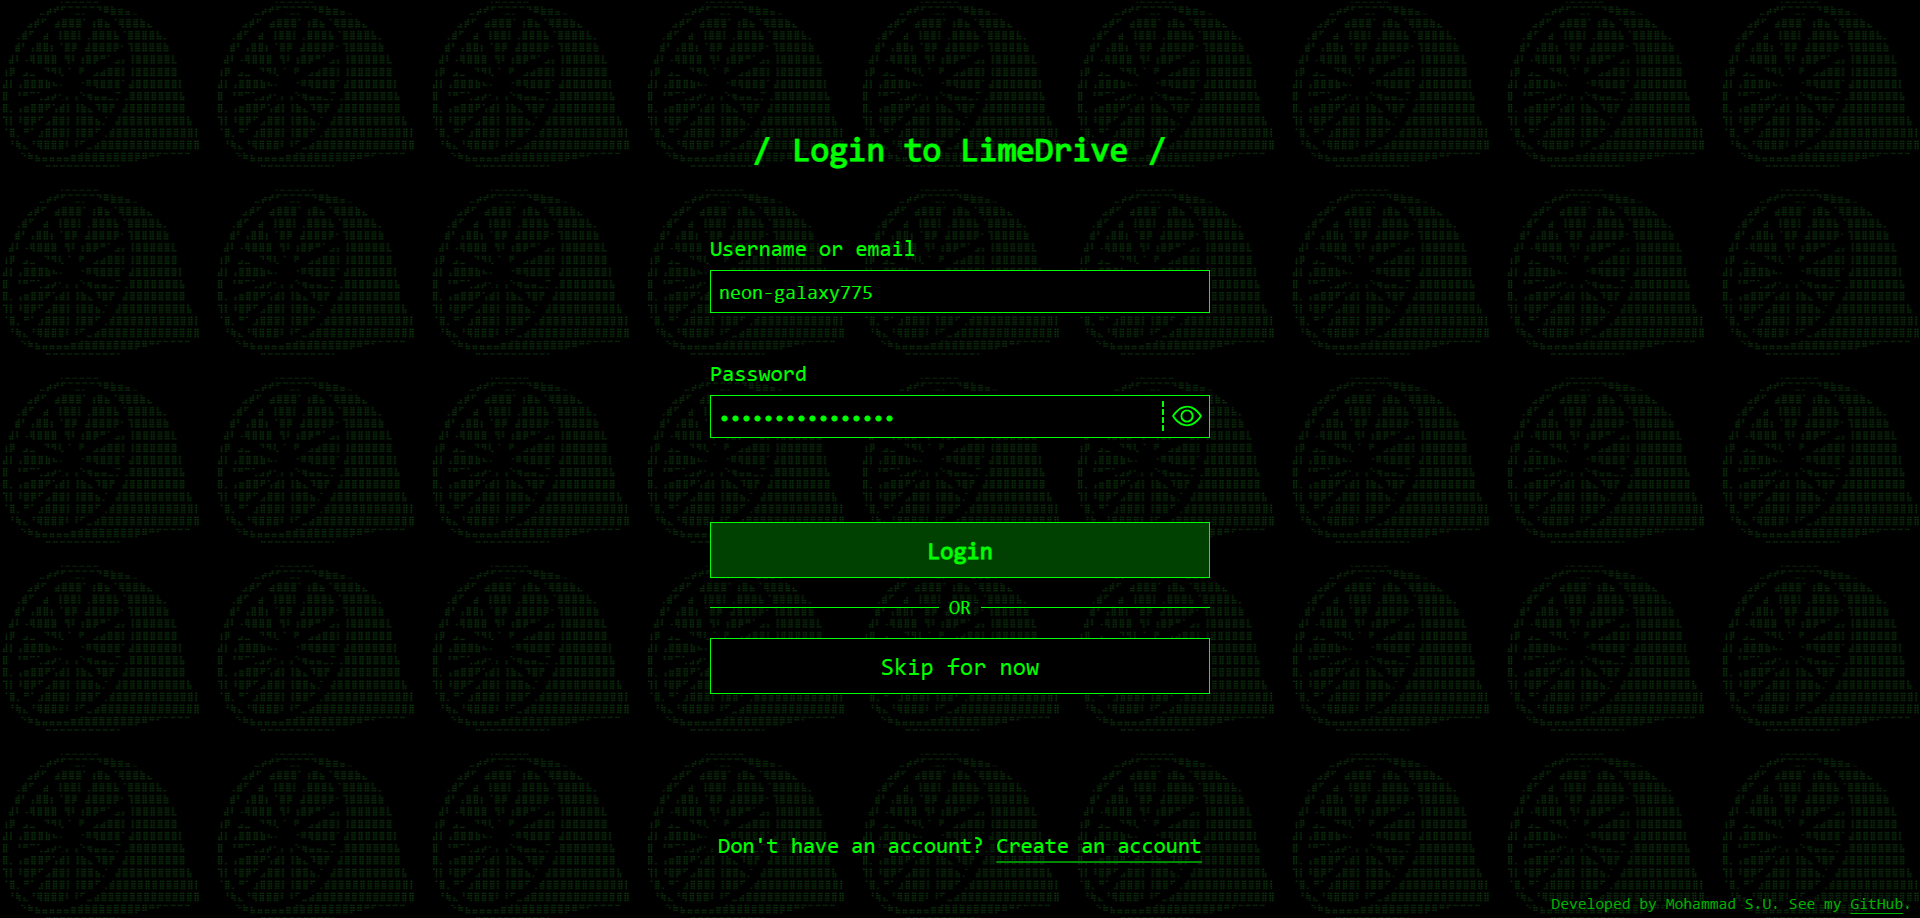 / Login to LimeDrive /
Username or email
neon-galaxy775
Password
••••••••••••••••
Login
OR
Skip for now
Don't have an account? Create an account
Developed by Mohammad S.U. See my GitHub.